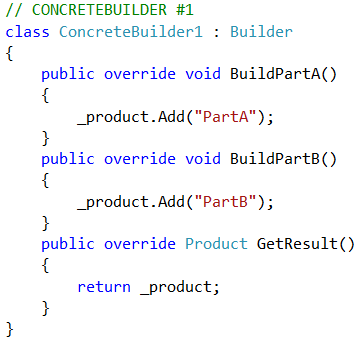 // CONCRETEBUILDER #1
class ConcreteBuilder1 : Builder
{
    public override void BuildPartA()
    {
        _product.Add("PartA");
    }
    public override void BuildPartB()
    {
        _product.Add("PartB");
    }
    public override Product GetResult()
    {
        return _product;
    }
}